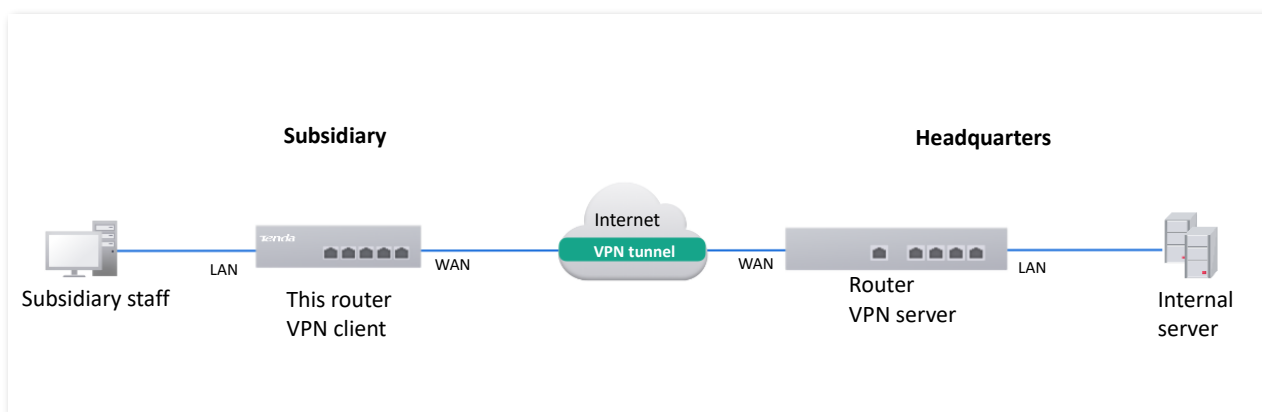 Subsidiary
Headquarters
Internet
VPN tunnel
Tenda
LAN
WAN
WAN
LAN
Subsidiary staff
This router
VPN client
Router
VPN server
Internal
server